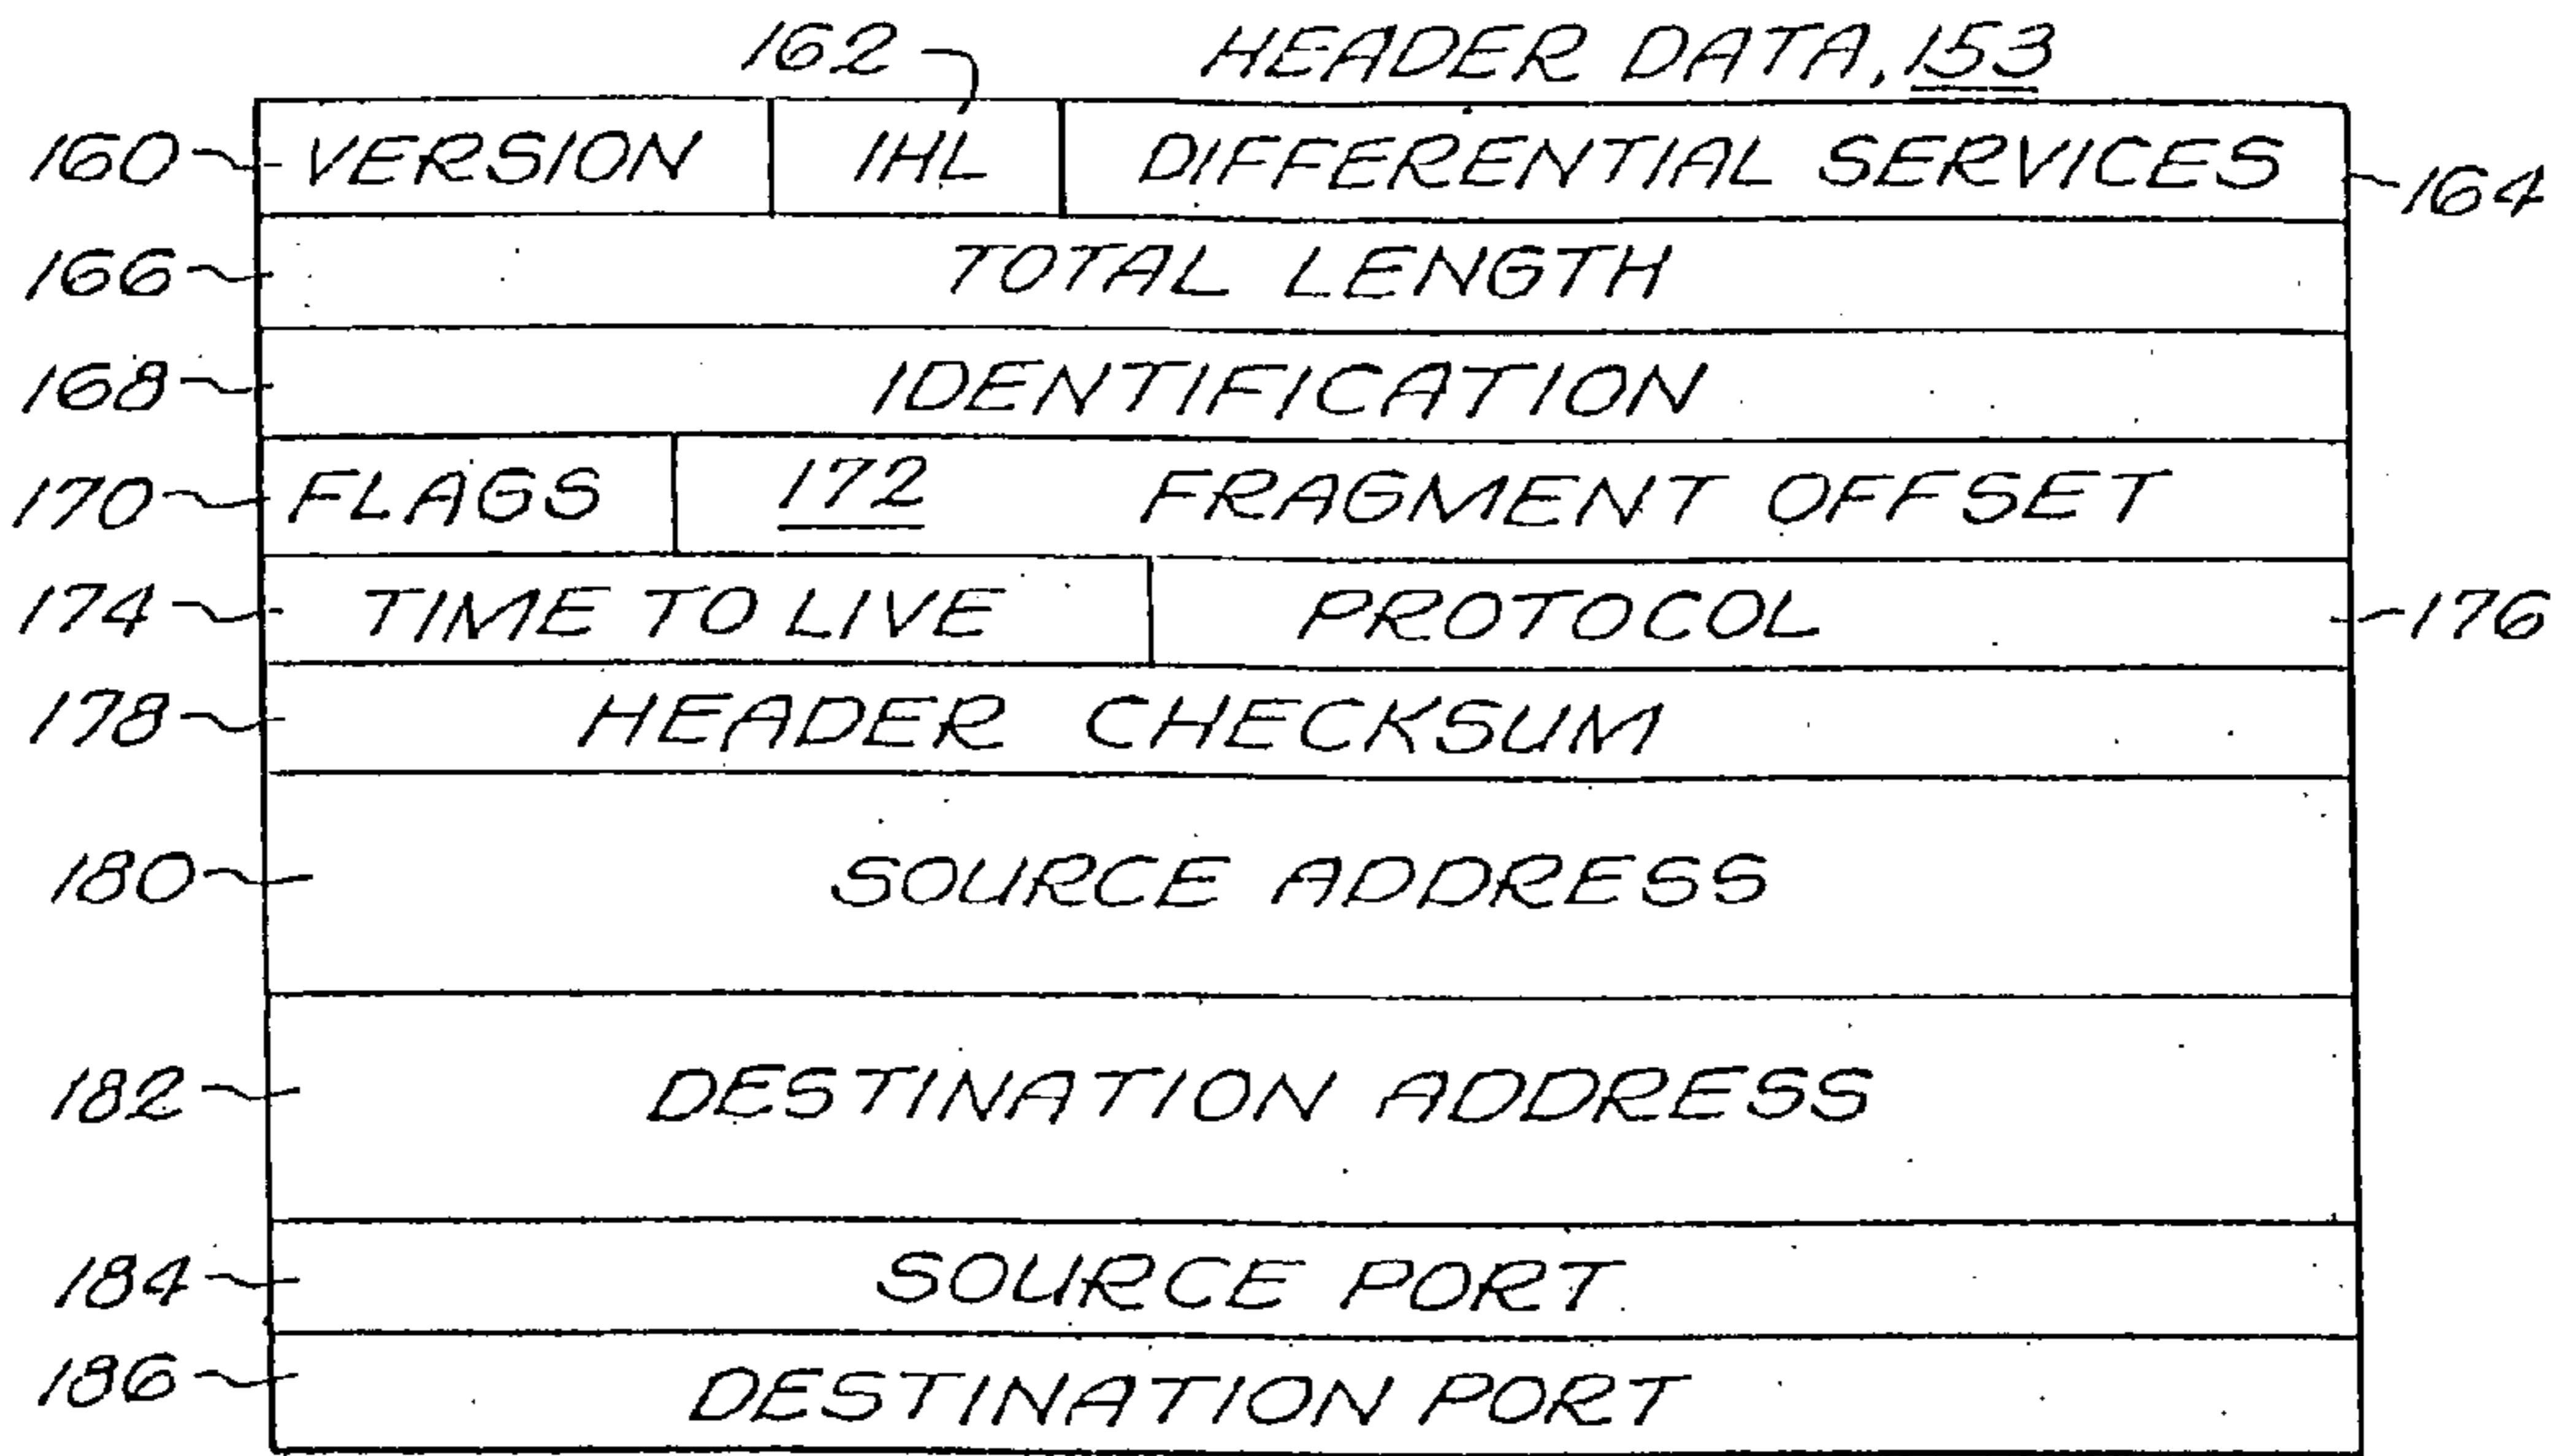 162 HEADER DATA, 153
160 VERSION IHL DIFFERENTIAL SERVICES 164
166 TOTAL LENGTH
168 IDENTIFICATION
170 FLAGS 172 FRAGMENT OFFSET
174 TIME TO LIVE PROTOCOL 176
178 HEADER CHECKSUM
180 SOURCE ADDRESS
182 DESTINATION ADDRESS
184 SOURCE PORT
186 DESTINATION PORT